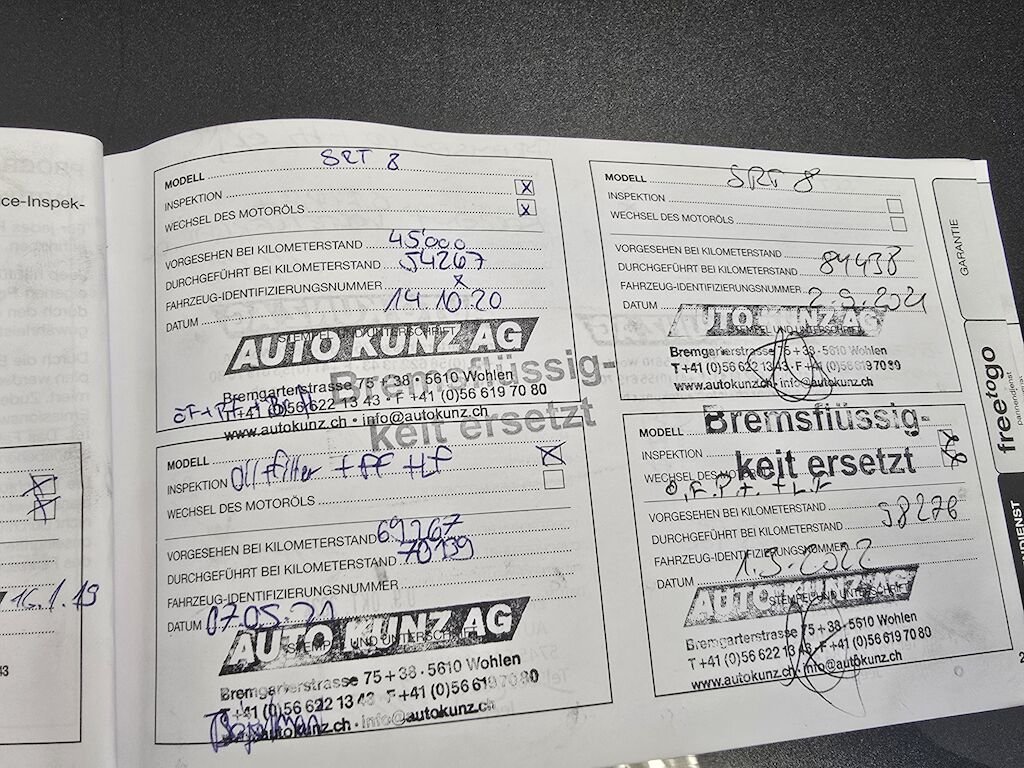 ce-Inspek-
16.1.19
43
MODELL SRT 8
INSPEKTION X
WECHSEL DES MOTORÖLS X
VORGESEHEN BEI KILOMETERSTAND 45'000
DURCHGEFÜHRT BEI KILOMETERSTAND 54267
FAHRZEUG-IDENTIFIZIERUNGSNUMMER X
DATUM 14.10.20
STEMPEL UND UNTERSCHRIFT
AUTO KUNZ AG
Bremgarterstrasse 75 + 38 · 5610 Wohlen
T +41 (0)56 622 13 43 · F +41 (0)56 619 70 80
www.autokunz.ch · info@autokunz.ch
Bremsflüssig-
keit ersetzt
MODELL
INSPEKTION Ölfilter + PF + LF X
WECHSEL DES MOTORÖLS
VORGESEHEN BEI KILOMETERSTAND 69267
DURCHGEFÜHRT BEI KILOMETERSTAND 70139
FAHRZEUG-IDENTIFIZIERUNGSNUMMER
DATUM 07.05.21
STEMPEL UND UNTERSCHRIFT
AUTO KUNZ AG
Bremgarterstrasse 75 + 38 · 5610 Wohlen
T +41 (0)56 622 13 43 · F +41 (0)56 619 70 80
www.autokunz.ch · info@autokunz.ch
MODELL SRT 8
INSPEKTION
WECHSEL DES MOTORÖLS
VORGESEHEN BEI KILOMETERSTAND
DURCHGEFÜHRT BEI KILOMETERSTAND 84438
FAHRZEUG-IDENTIFIZIERUNGSNUMMER
DATUM 2.9.2021
STEMPEL UND UNTERSCHRIFT
AUTO KUNZ AG
Bremgarterstrasse 75 + 38 · 5610 Wohlen
T +41 (0)56 622 13 43 · F +41 (0)56 619 70 80
www.autokunz.ch · info@autokunz.ch
MODELL
Bremsflüssig-
keit ersetzt
INSPEKTION X
WECHSEL DES MOTORÖLS X
VORGESEHEN BEI KILOMETERSTAND
DURCHGEFÜHRT BEI KILOMETERSTAND 98276
FAHRZEUG-IDENTIFIZIERUNGSNUMMER
DATUM 1.3.2022
STEMPEL UND UNTERSCHRIFT
AUTO KUNZ AG
Bremgarterstrasse 75 + 38 · 5610 Wohlen
T +41 (0)56 622 13 43 · F +41 (0)56 619 70 80
www.autokunz.ch · info@autokunz.ch
GARANTIE
freetogo
pannendienst